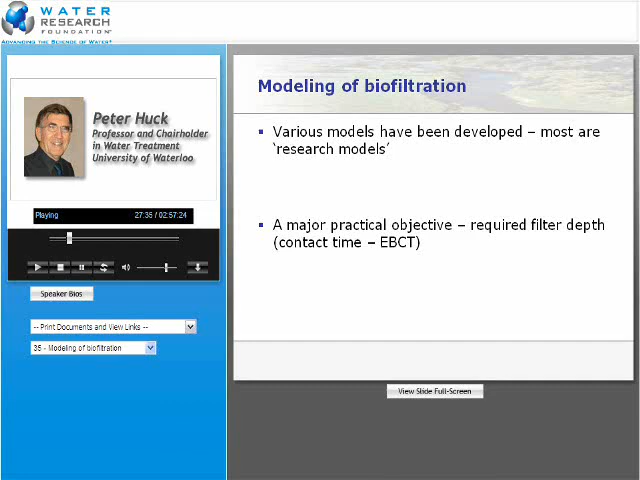 WATER
RESEARCH
FOUNDATION
ADVANCING THE SCIENCE OF WATER
Peter Huck
Professor and Chairholder
in Water Treatment
University of Waterloo
Playing 27:35 / 02:57:24
Speaker Bios
-- Print Documents and View Links --
35 - Modeling of biofiltration
Modeling of biofiltration
▪ Various models have been developed – most are
‘research models’
▪ A major practical objective – required filter depth
(contact time – EBCT)
View Slide Full-Screen